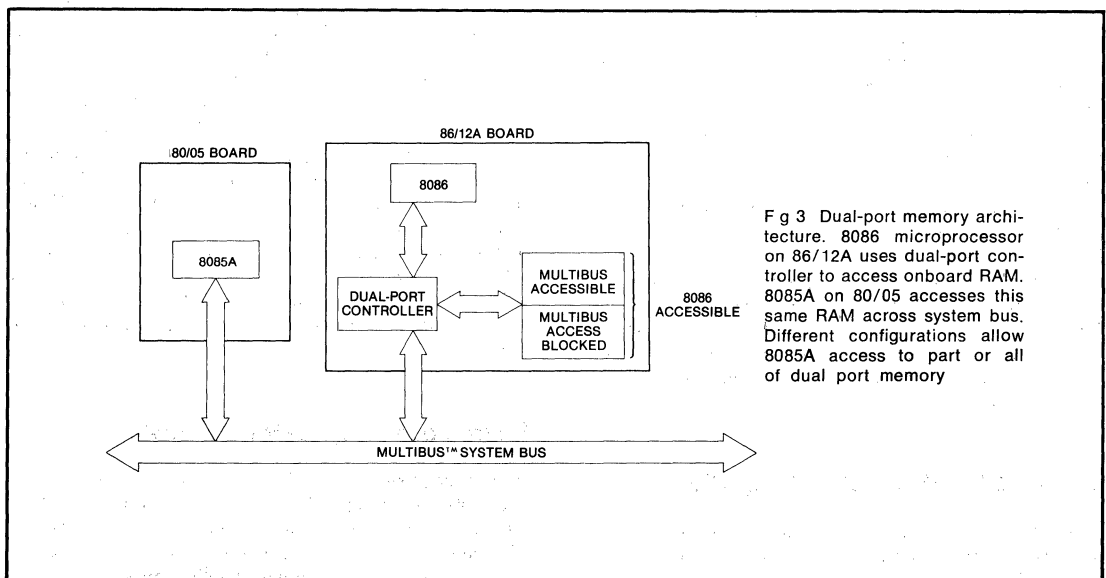 86/12A BOARD
80/05 BOARD
8086
8085A
DUAL-PORT
CONTROLLER
MULTIBUS
ACCESSIBLE
MULTIBUS
ACCESS
BLOCKED
8086
ACCESSIBLE
MULTIBUS™ SYSTEM BUS
F g 3 Dual-port memory archi-
tecture. 8086 microprocessor
on 86/12A uses dual-port con-
troller to access onboard RAM.
8085A on 80/05 accesses this
same RAM across system bus.
Different configurations allow
8085A access to part or all
of dual port memory